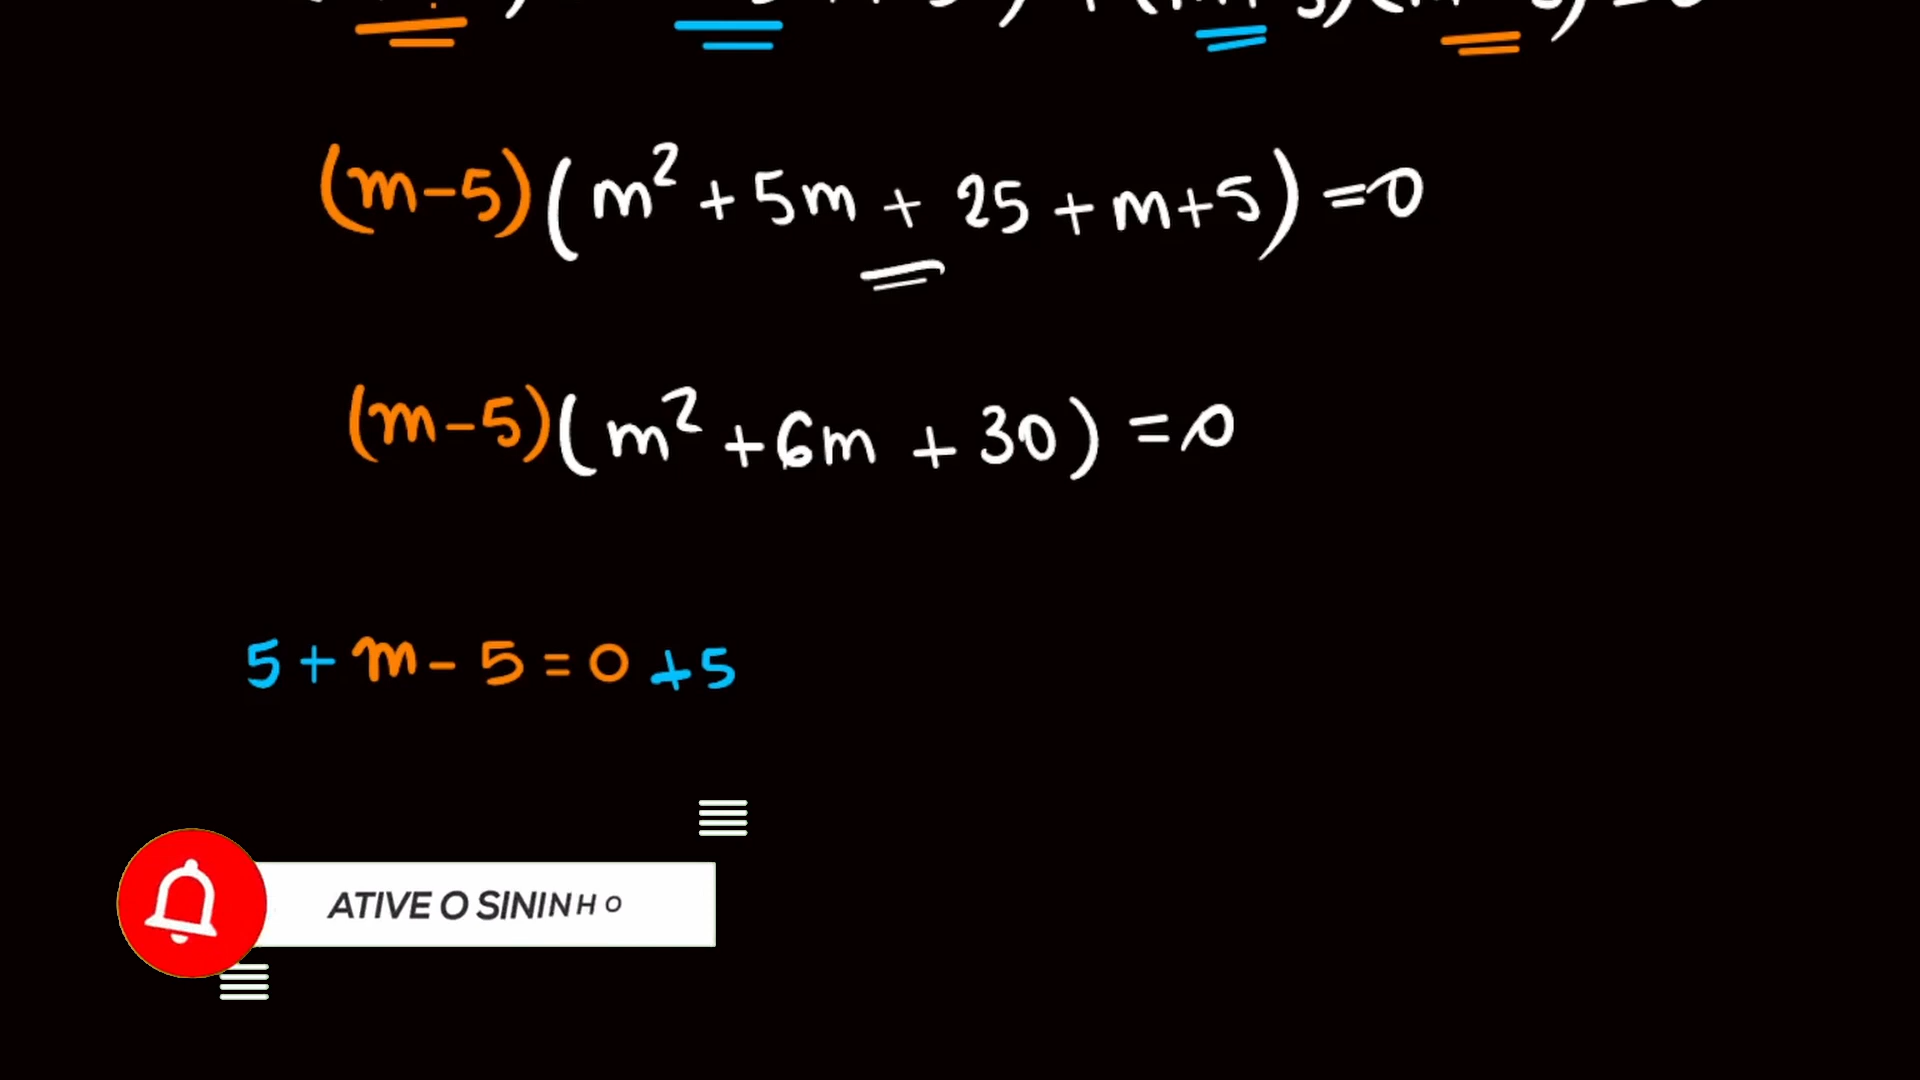 (m-5)(m² + 5m + 25 + m+5) =0
(m-5)(m² +6m + 30) =0
5 + m - 5 = 0 +5
ATIVE O SININHO